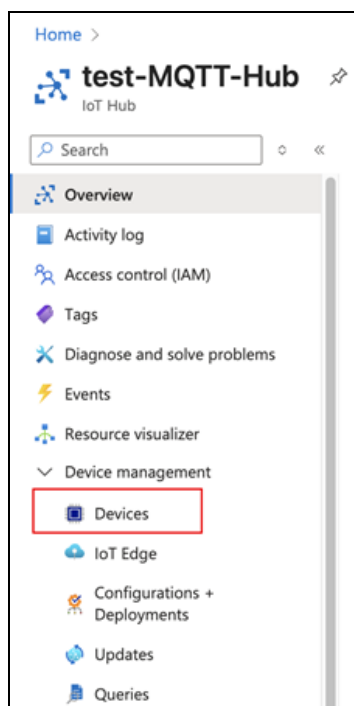 Home >
test-MQTT-Hub
IoT Hub
Search
Overview
Activity log
Access control (IAM)
Tags
Diagnose and solve problems
Events
Resource visualizer
Device management
Devices
IoT Edge
Configurations +
Deployments
Updates
Queries